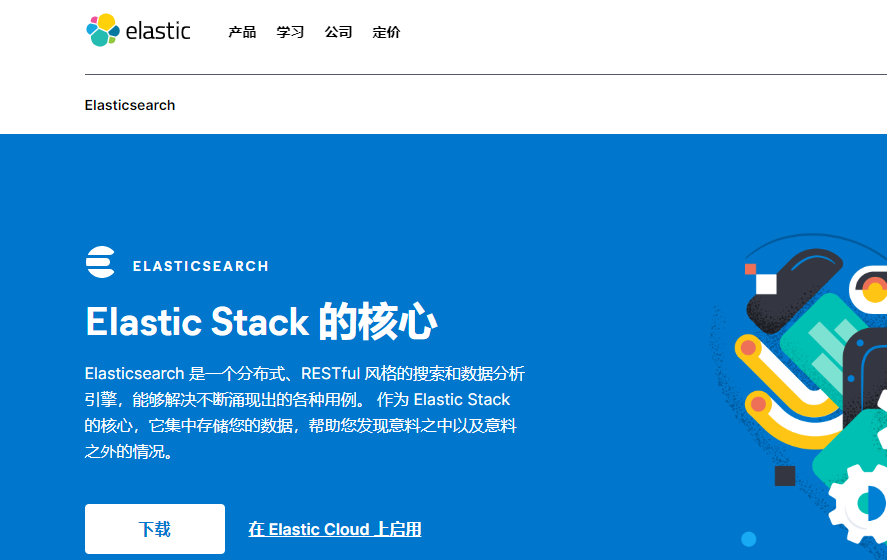 elastic 产品 学习 公司 定价
Elasticsearch
ELASTICSEARCH
Elastic Stack 的核心
Elasticsearch 是一个分布式、RESTful 风格的搜索和数据分析
引擎，能够解决不断涌现出的各种用例。 作为 Elastic Stack
的核心，它集中存储您的数据，帮助您发现意料之中以及意料
之外的情况。
下载 在 Elastic Cloud 上启用